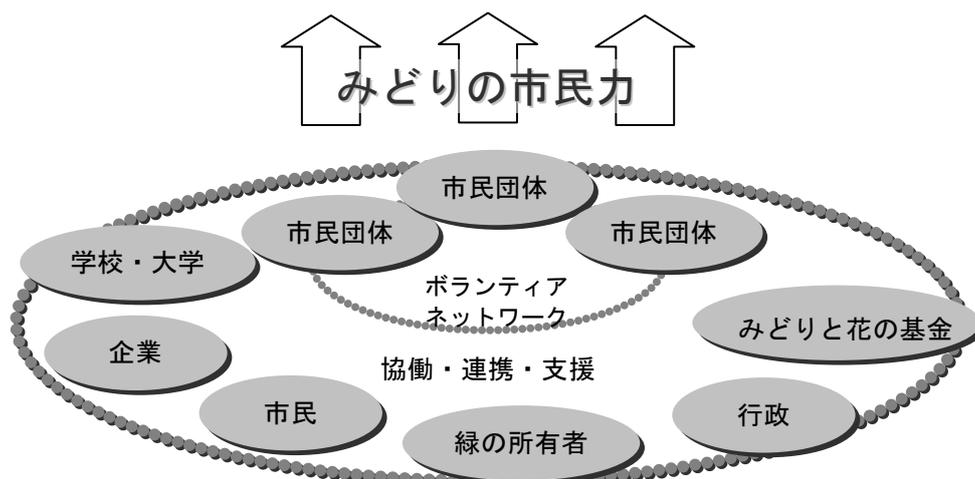 みどりの市民力
市民団体
市民団体
市民団体
学校・大学
ボランティア
ネットワーク
みどりと花の基金
企業
協働・連携・支援
市民
行政
緑の所有者